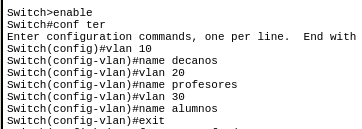 Switch>enable
Switch#conf ter
Enter configuration commands, one per line.  End with
Switch(config)#vlan 10
Switch(config-vlan)#name decanos
Switch(config-vlan)#vlan 20
Switch(config-vlan)#name profesores
Switch(config-vlan)#vlan 30
Switch(config-vlan)#name alumnos
Switch(config-vlan)#exit